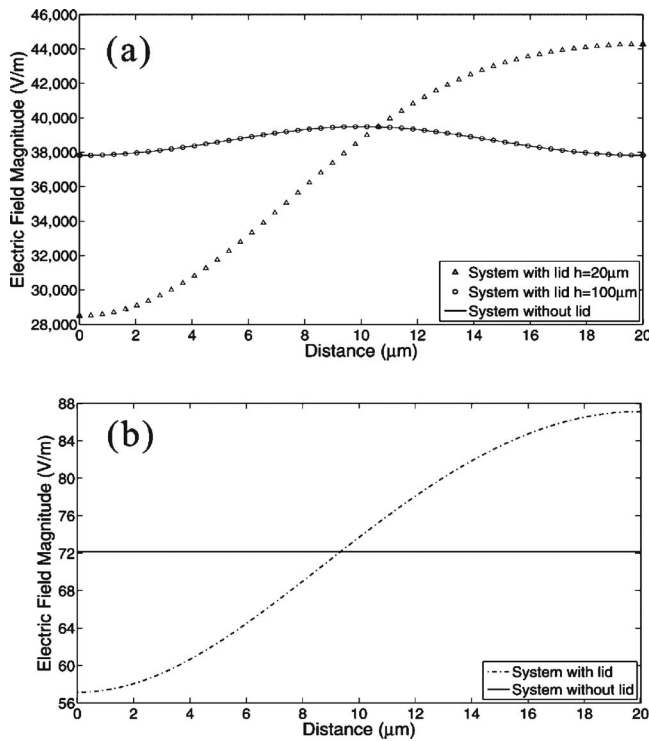 (a)
Electric Field Magnitude (V/m)
46,000
44,000
42,000
40,000
38,000
36,000
34,000
32,000
30,000
28,000
System with lid h=20μm
System with lid h=100μm
System without lid
0 2 4 6 8 10 12 14 16 18 20
Distance (μm)
(b)
Electric Field Magnitude (V/m)
88
84
80
76
72
68
64
60
56
System with lid
System without lid
0 2 4 6 8 10 12 14 16 18 20
Distance (μm)